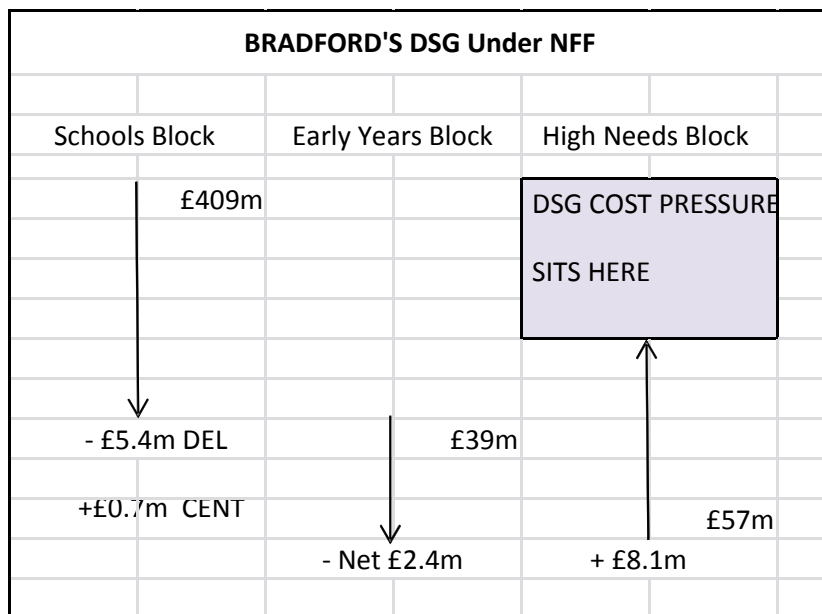 BRADFORD'S DSG Under NFF
Schools Block Early Years Block High Needs Block
£409m DSG COST PRESSURE
SITS HERE
- £5.4m DEL £39m
+£0.7m CENT £57m
- Net £2.4m + £8.1m